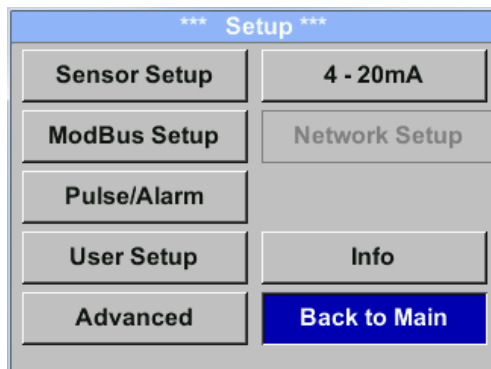 *** Setup ***
Sensor Setup
4 - 20mA
ModBus Setup
Network Setup
Pulse/Alarm
User Setup
Info
Advanced
Back to Main